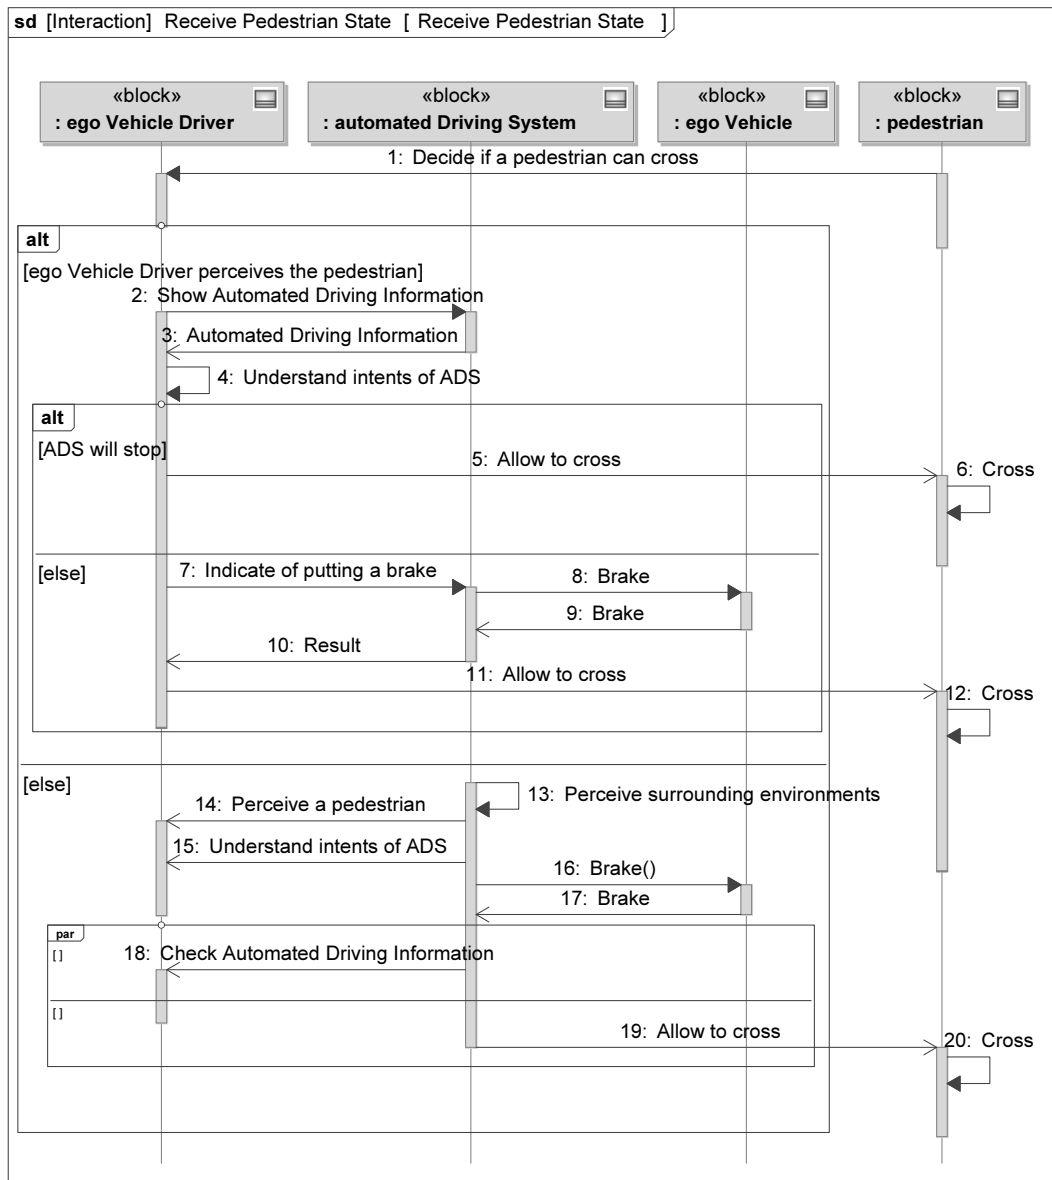 sd [Interaction] Receive Pedestrian State [ Receive Pedestrian State ]
«block»
: ego Vehicle Driver
«block»
: automated Driving System
«block»
: ego Vehicle
«block»
: pedestrian
1: Decide if a pedestrian can cross
alt
[ego Vehicle Driver perceives the pedestrian]
2: Show Automated Driving Information
3: Automated Driving Information
4: Understand intents of ADS
alt
[ADS will stop]
5: Allow to cross
6: Cross
[else]
7: Indicate of putting a brake
8: Brake
9: Brake
10: Result
11: Allow to cross
12: Cross
[else]
13: Perceive surrounding environments
14: Perceive a pedestrian
15: Understand intents of ADS
16: Brake()
17: Brake
par
[ ]
18: Check Automated Driving Information
[ ]
19: Allow to cross
20: Cross